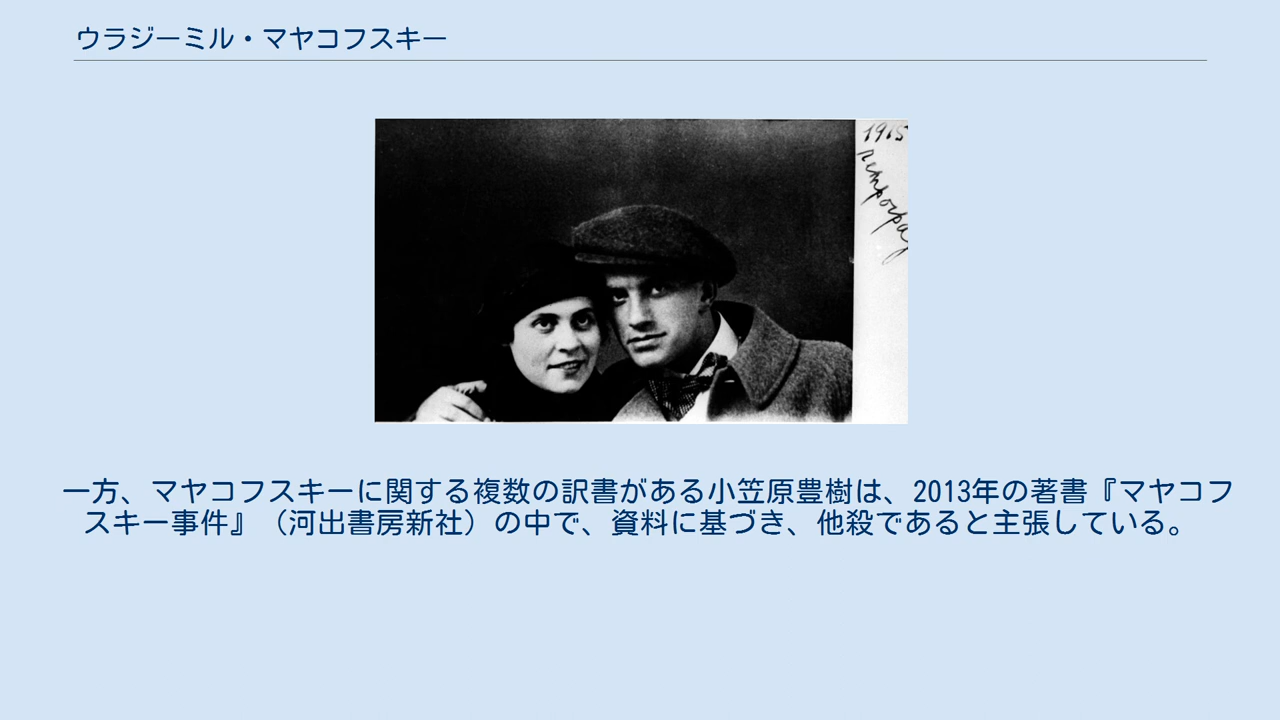 ウラジーミル・マヤコフスキー
1915
петроград
一方、マヤコフスキーに関する複数の訳書がある小笠原豊樹は、2013年の著書『マヤコフ
スキー事件』（河出書房新社）の中で、資料に基づき、他殺であると主張している。